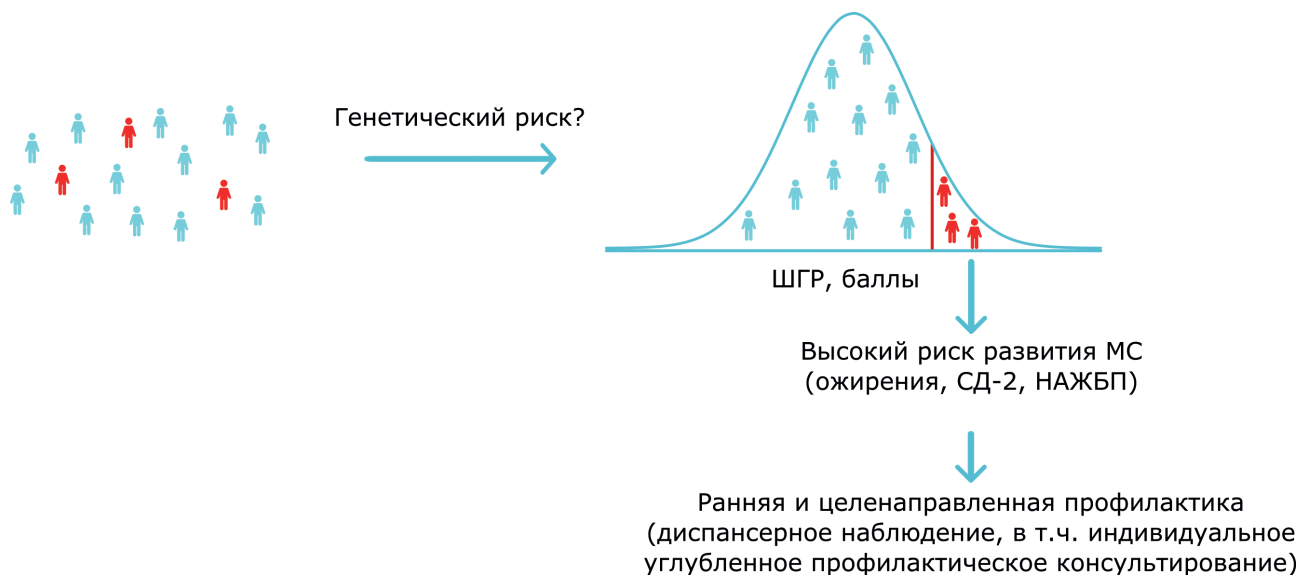 Генетический риск?
ШГР, баллы
Высокий риск развития МС
(ожирения, СД-2, НАЖБП)
Ранняя и целенаправленная профилактика
(диспансерное наблюдение, в т.ч. индивидуальное
углубленное профилактическое консультирование)